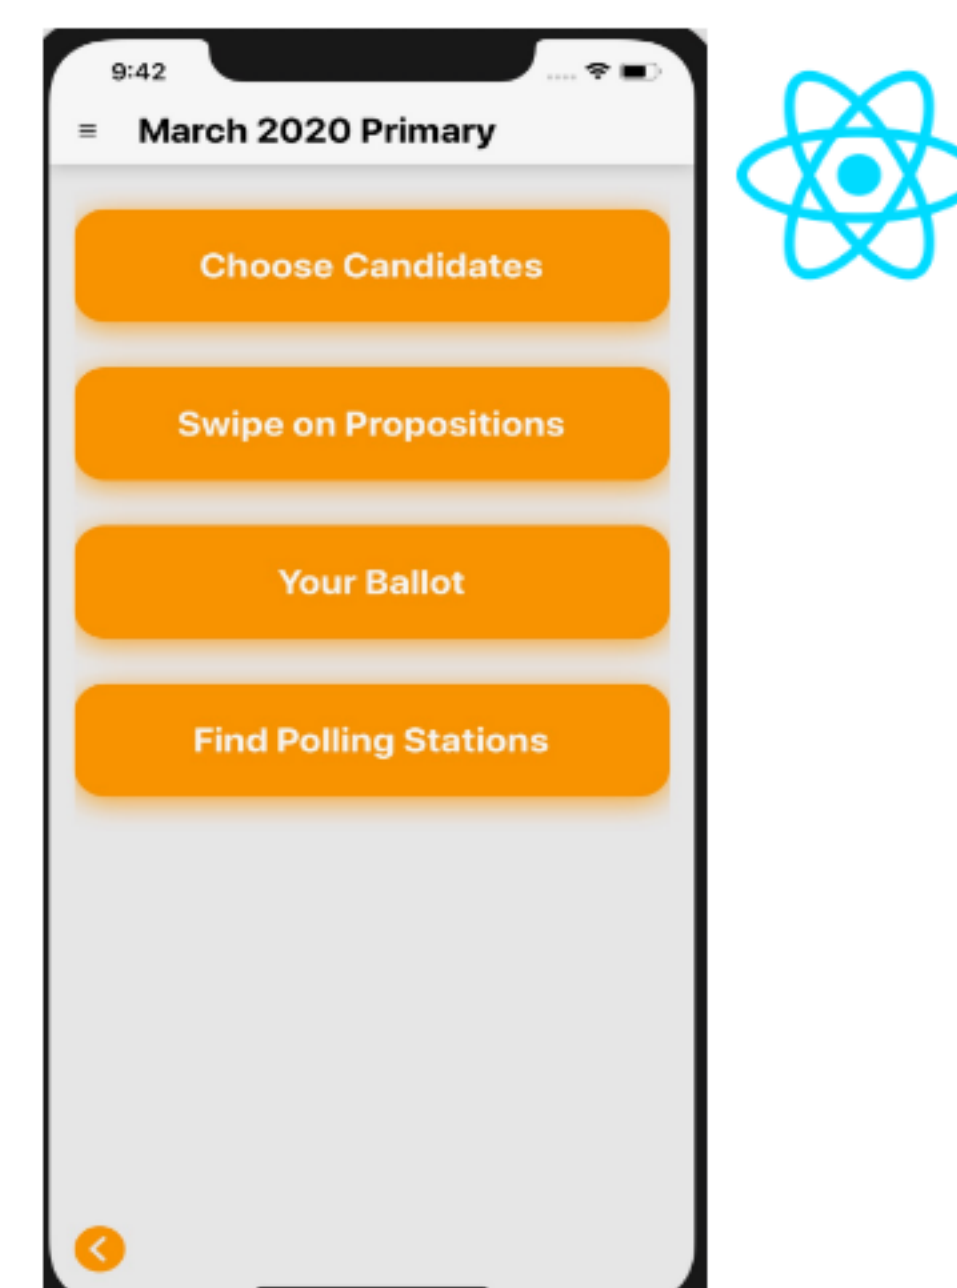 9:42
March 2020 Primary
Choose Candidates
Swipe on Propositions
Your Ballot
Find Polling Stations